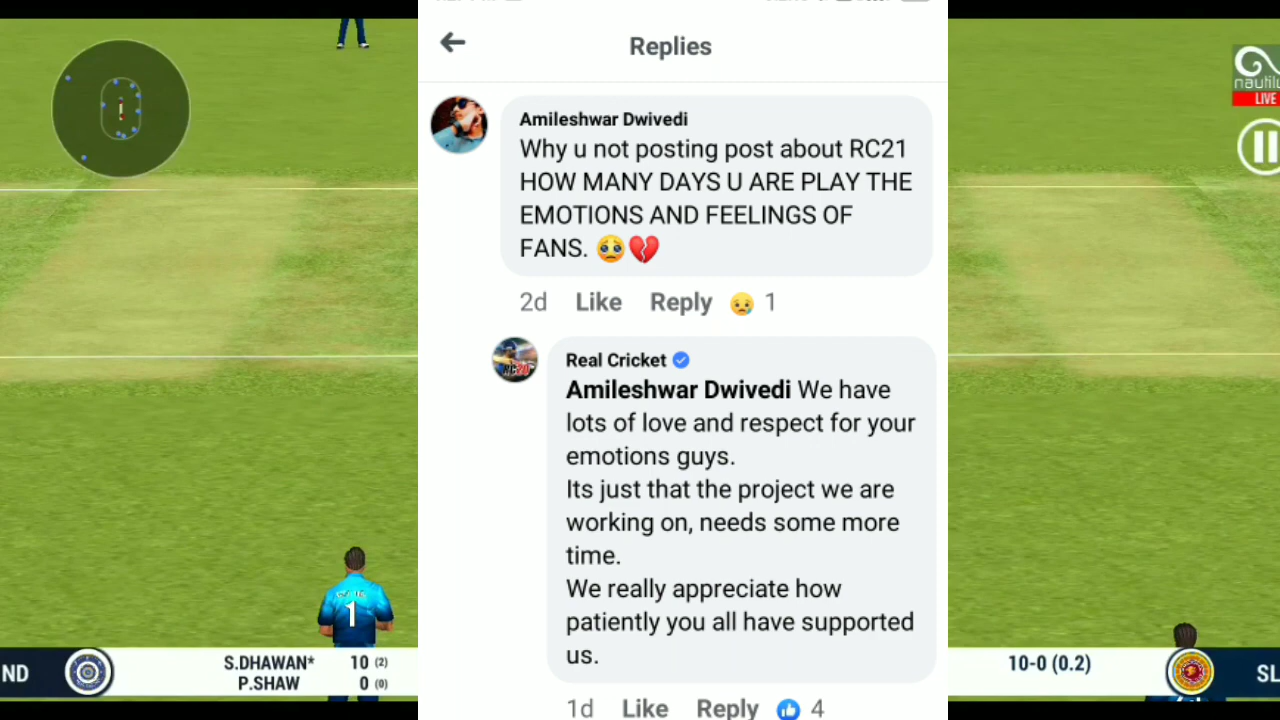 Replies
Amileshwar Dwivedi
Why u not posting post about RC21
HOW MANY DAYS U ARE PLAY THE
EMOTIONS AND FEELINGS OF
FANS. 🥺💔
2d Like Reply 😢 1
Real Cricket
Amileshwar Dwivedi We have
lots of love and respect for your
emotions guys.
Its just that the project we are
working on, needs some more
time.
We really appreciate how
patiently you all have supported
us.
1d Like Reply 👍 4
nautilu
LIVE
1
ND
S.DHAWAN* 10 (2)
P.SHAW 0 (0)
10-0 (0.2)
SL
RC20